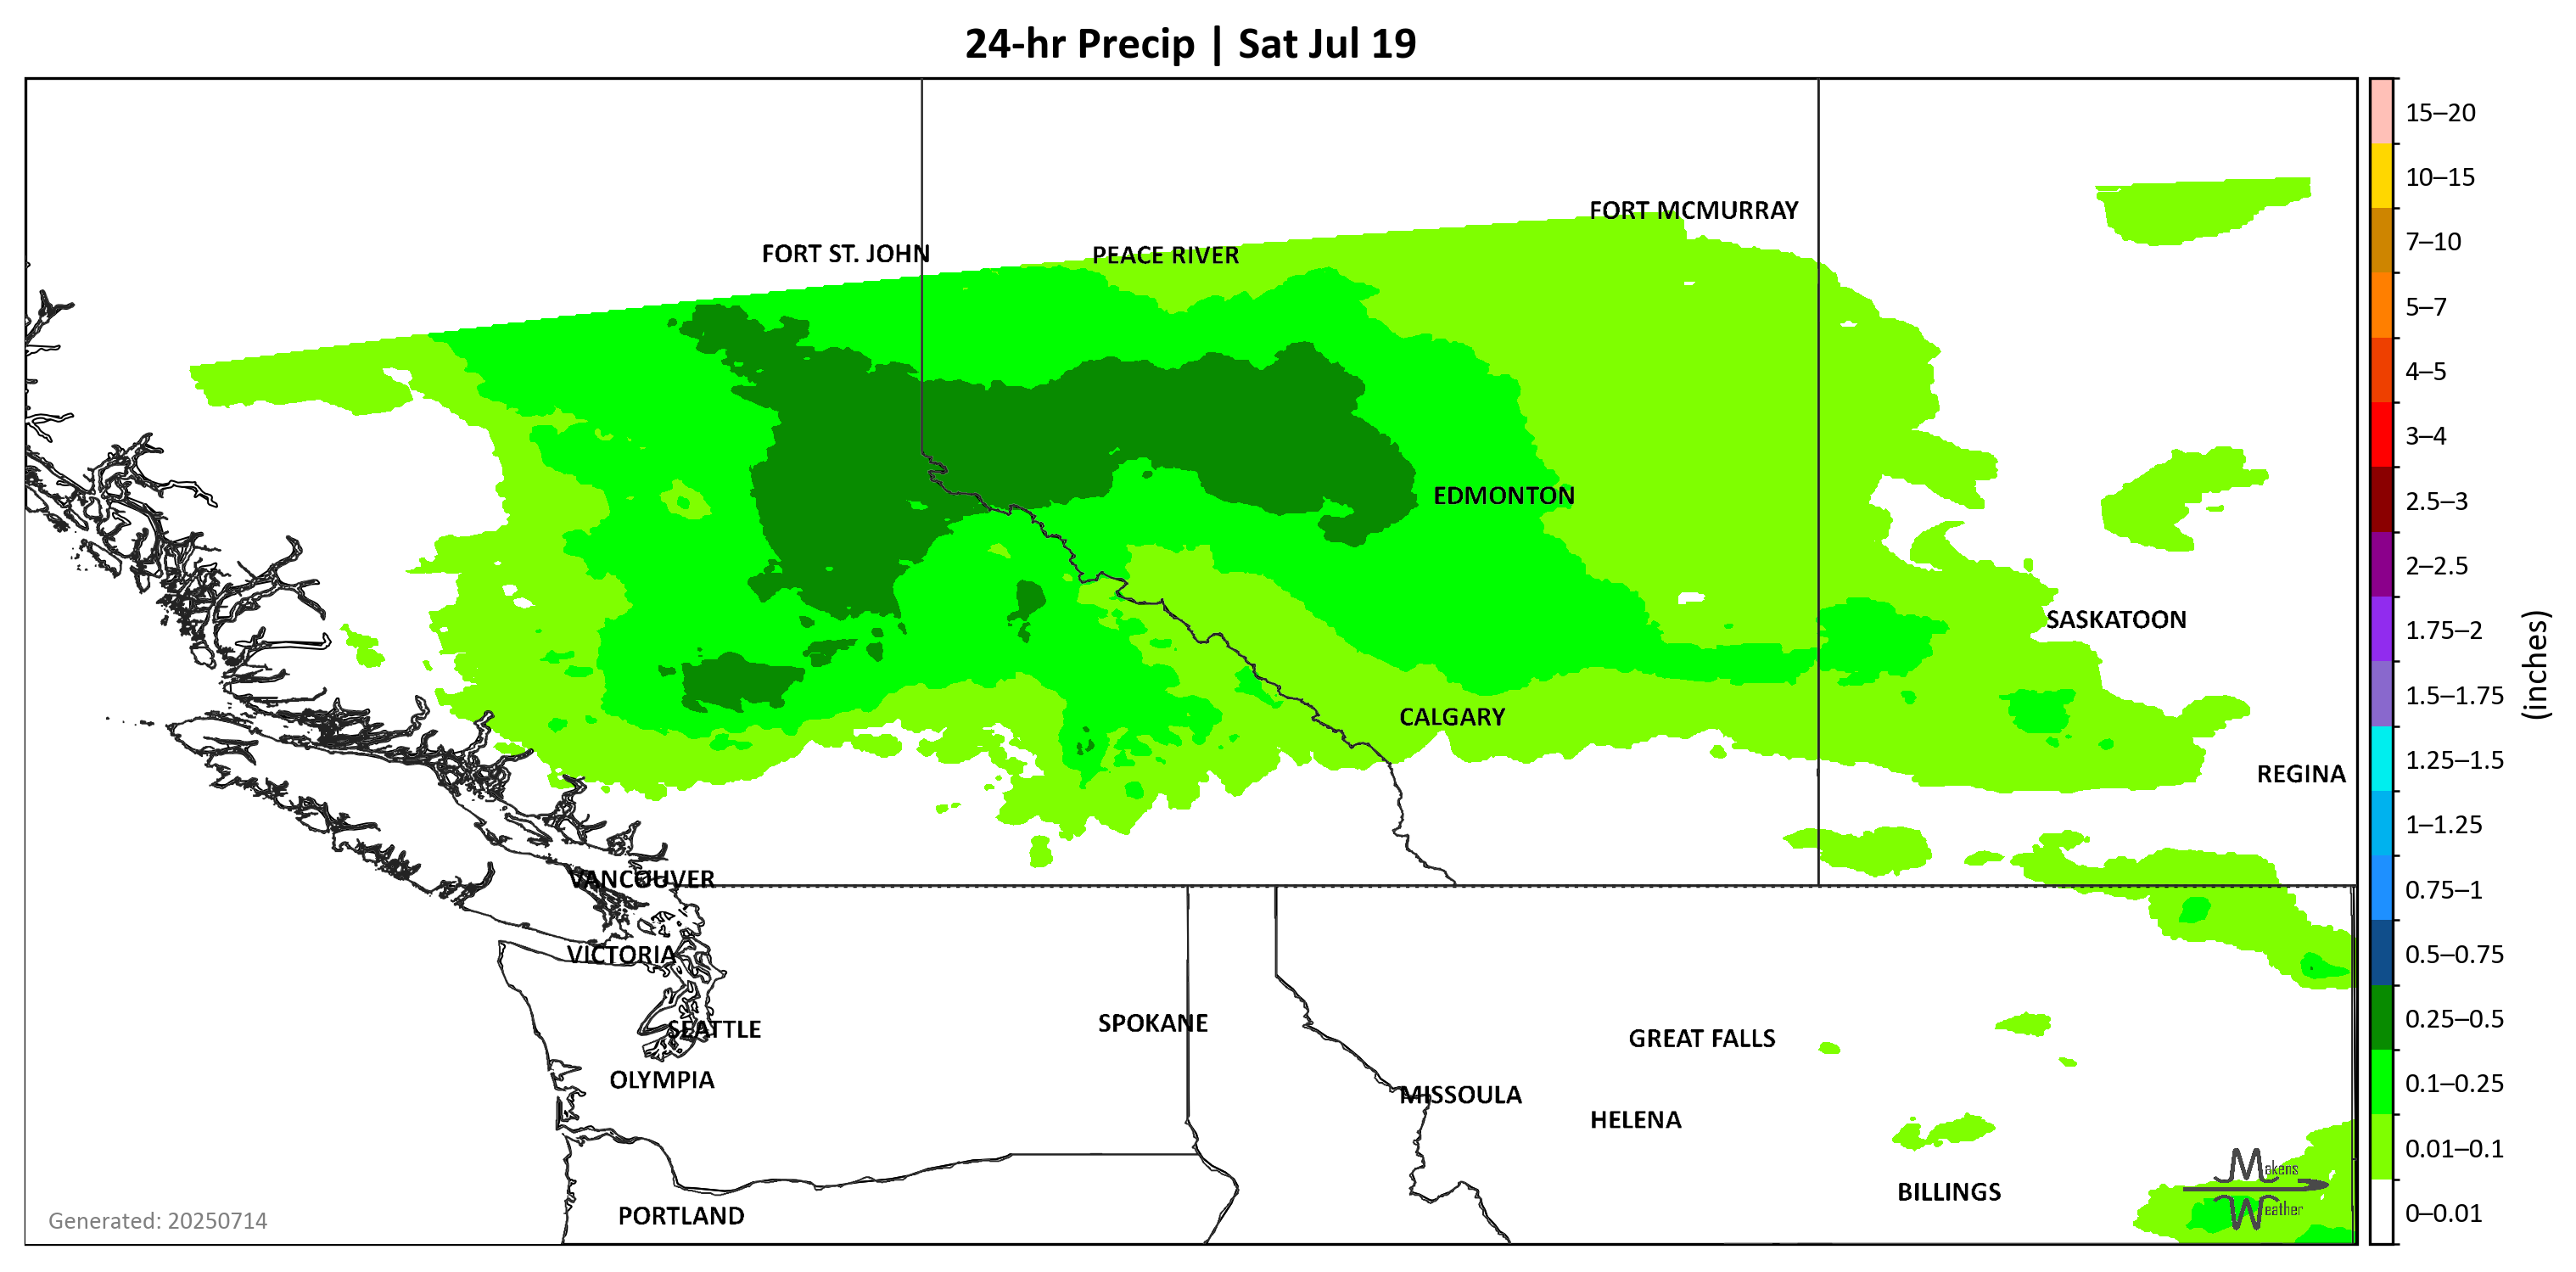 24-hr Precip | Sat Jul 19
FORT MCMURRAY
FORT ST. JOHN
PEACE RIVER
EDMONTON
SASKATOON
CALGARY
REGINA
VANCOUVER
VICTORIA
SEATTLE
SPOKANE
GREAT FALLS
OLYMPIA
MISSOULA
HELENA
BILLINGS
PORTLAND
Makens
Weather
Generated: 20250714
15–20
10–15
7–10
5–7
4–5
3–4
2.5–3
2–2.5
1.75–2
1.5–1.75
1.25–1.5
1–1.25
0.75–1
0.5–0.75
0.25–0.5
0.1–0.25
0.01–0.1
0–0.01
(inches)